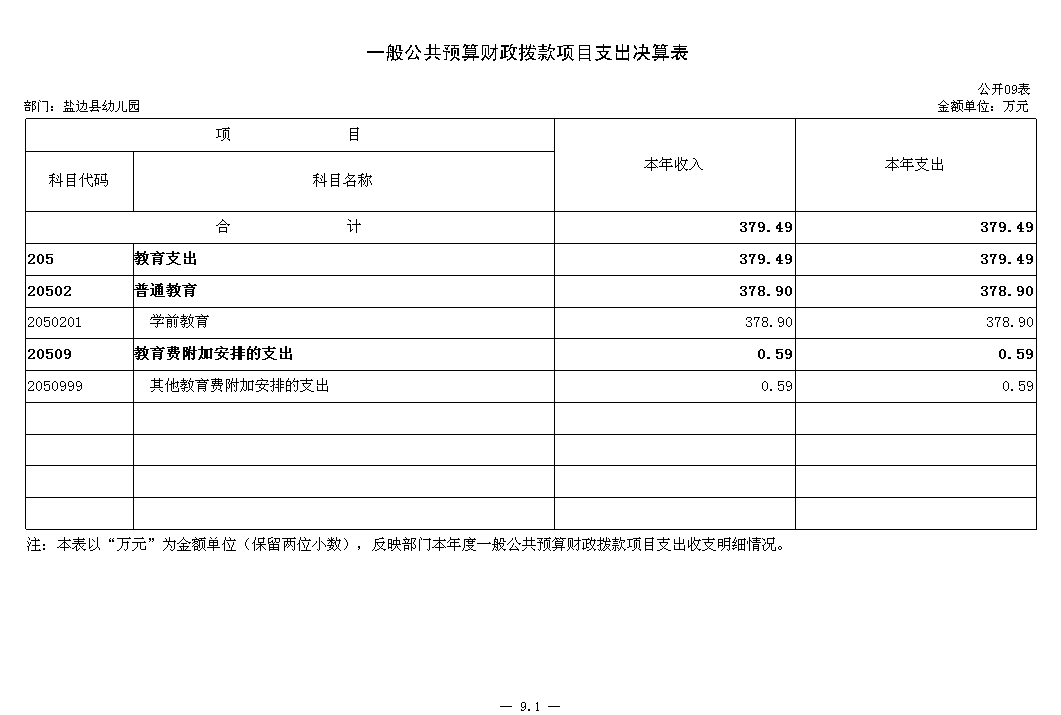 一般公共预算财政拨款项目支出决算表
公开09表
部门：盐边县幼儿园 金额单位：万元
项 目 本年收入 本年支出
科目代码 科目名称
合 计 379.49 379.49
205 教育支出 379.49 379.49
20502 普通教育 378.90 378.90
2050201 学前教育 378.90 378.90
20509 教育费附加安排的支出 0.59 0.59
2050999 其他教育费附加安排的支出 0.59 0.59
注：本表以“万元”为金额单位（保留两位小数），反映部门本年度一般公共预算财政拨款项目支出收支明细情况。
— 9.1 —